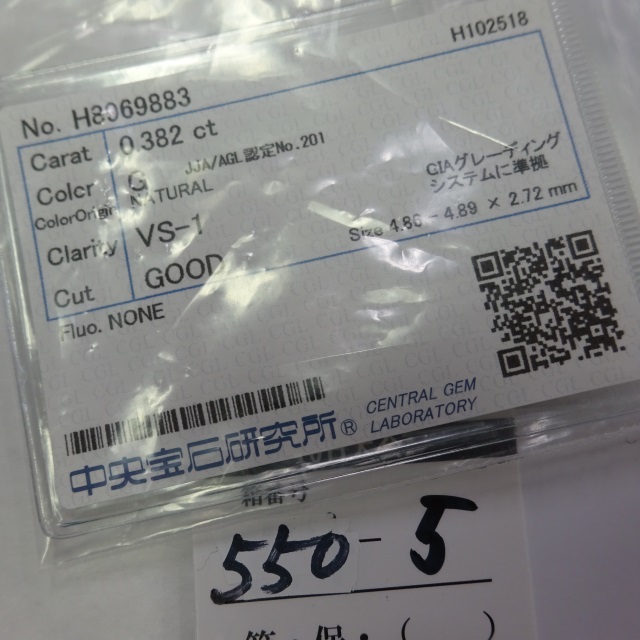 H102518
No. H8069883
Carat 0.382 ct
JJA/AGL認定No.201
Color G
ColorOrigin NATURAL
GIAグレーディング
システムに準拠
Clarity VS-1
Size 4.86 - 4.89 × 2.72 mm
Cut GOOD
Fluo. NONE
中央宝石研究所® CENTRAL GEM
LABORATORY
550-5